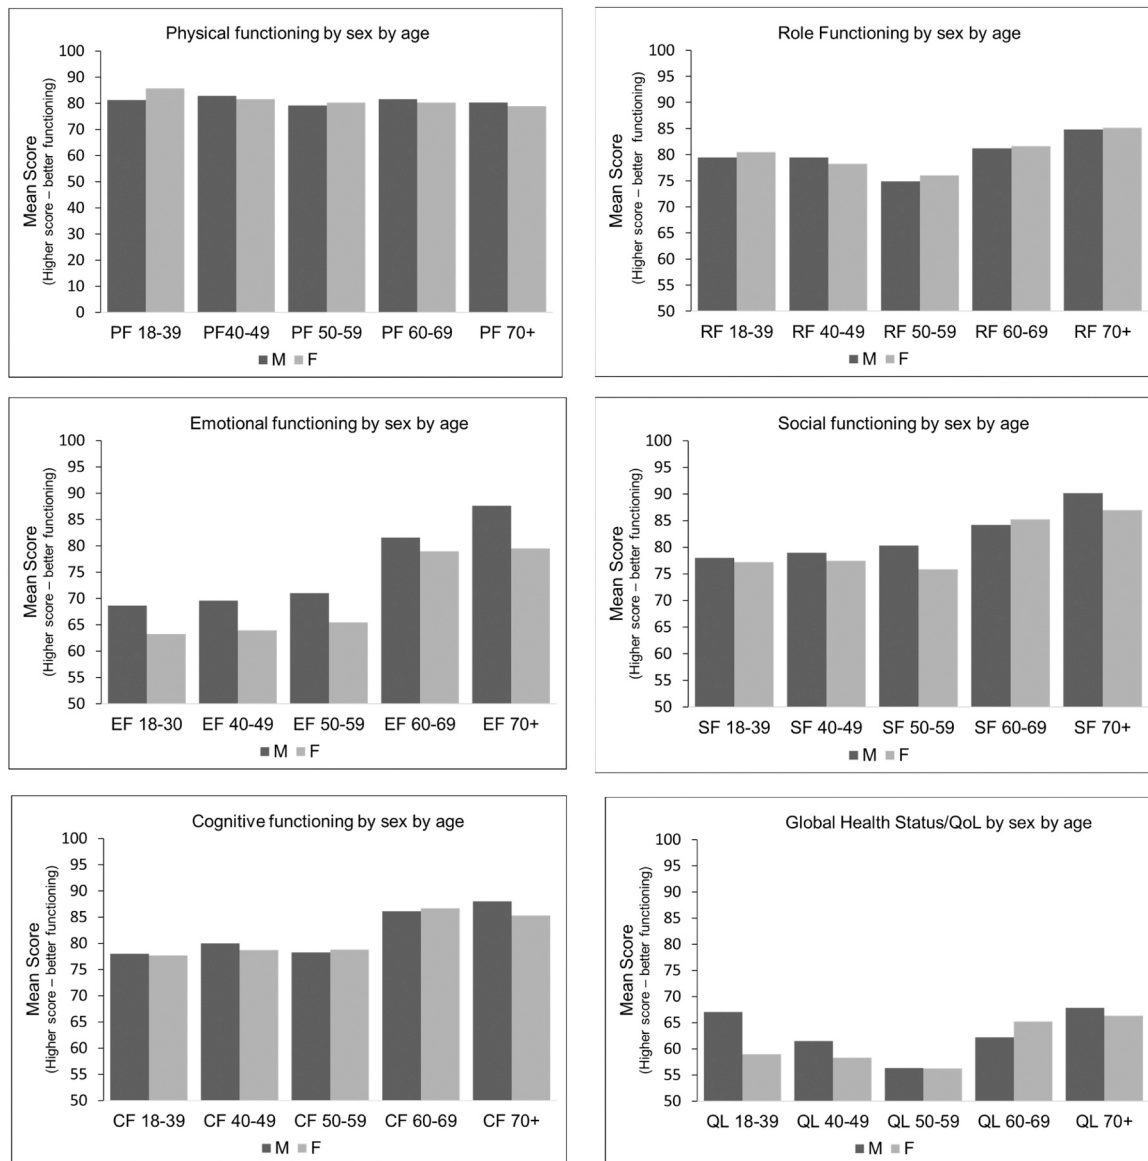 Physical functioning by sex by age
Mean Score
(Higher score – better functioning)
100
90
80
70
60
50
40
30
20
10
0
PF 18-39 PF40-49 PF 50-59 PF 60-69 PF 70+
M F
Role Functioning by sex by age
Mean Score
(Higher score – better functioning)
100
95
90
85
80
75
70
65
60
55
50
RF 18-39 RF 40-49 RF 50-59 RF 60-69 RF 70+
M F
Emotional functioning by sex by age
Mean Score
(Higher score – better functioning)
100
95
90
85
80
75
70
65
60
55
50
EF 18-30 EF 40-49 EF 50-59 EF 60-69 EF 70+
M F
Social functioning by sex by age
Mean Score
(Higher score – better functioning)
100
95
90
85
80
75
70
65
60
55
50
SF 18-39 SF 40-49 SF 50-59 SF 60-69 SF 70+
M F
Cognitive functioning by sex by age
Mean Score
(Higher score – better functioning)
100
95
90
85
80
75
70
65
60
55
50
CF 18-39 CF 40-49 CF 50-59 CF 60-69 CF 70+
M F
Global Health Status/QoL by sex by age
Mean Score
(Higher score – better functioning)
100
95
90
85
80
75
70
65
60
55
50
QL 18-39 QL 40-49 QL 50-59 QL 60-69 QL 70+
M F